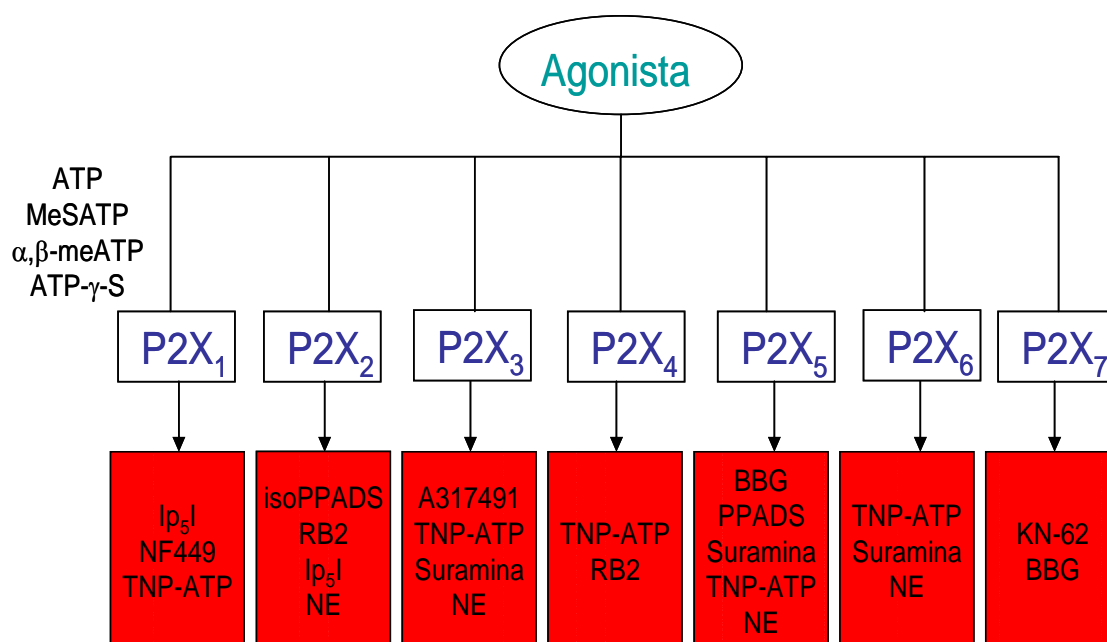 Agonista
ATP
MeSATP
α,β-meATP
ATP-γ-S
P2X₁
P2X₂
P2X₃
P2X₄
P2X₅
P2X₆
P2X₇
Ip₅I
NF449
TNP-ATP
isoPPADS
RB2
Ip₅I
NE
A317491
TNP-ATP
Suramina
NE
TNP-ATP
RB2
BBG
PPADS
Suramina
TNP-ATP
NE
TNP-ATP
Suramina
NE
KN-62
BBG